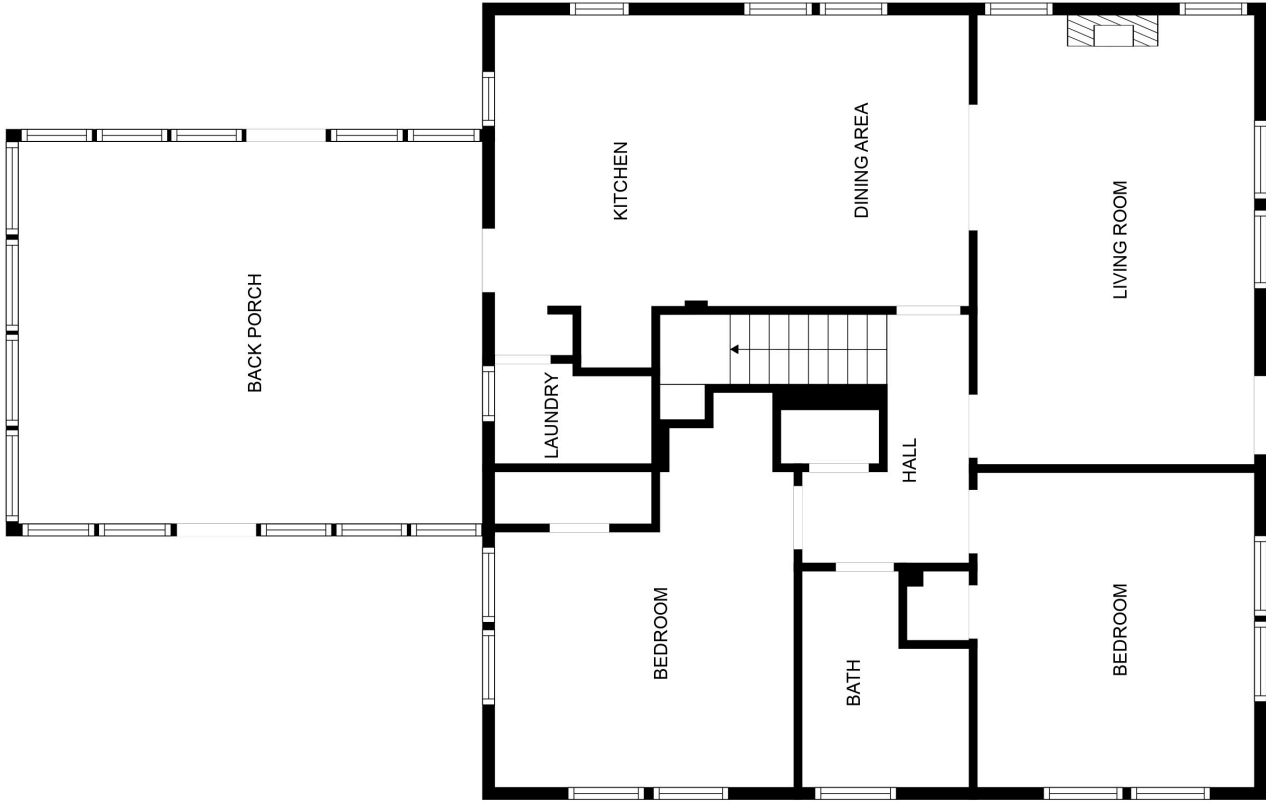 KITCHEN
DINING AREA
LIVING ROOM
BACK PORCH
LAUNDRY
HALL
BEDROOM
BATH
BEDROOM